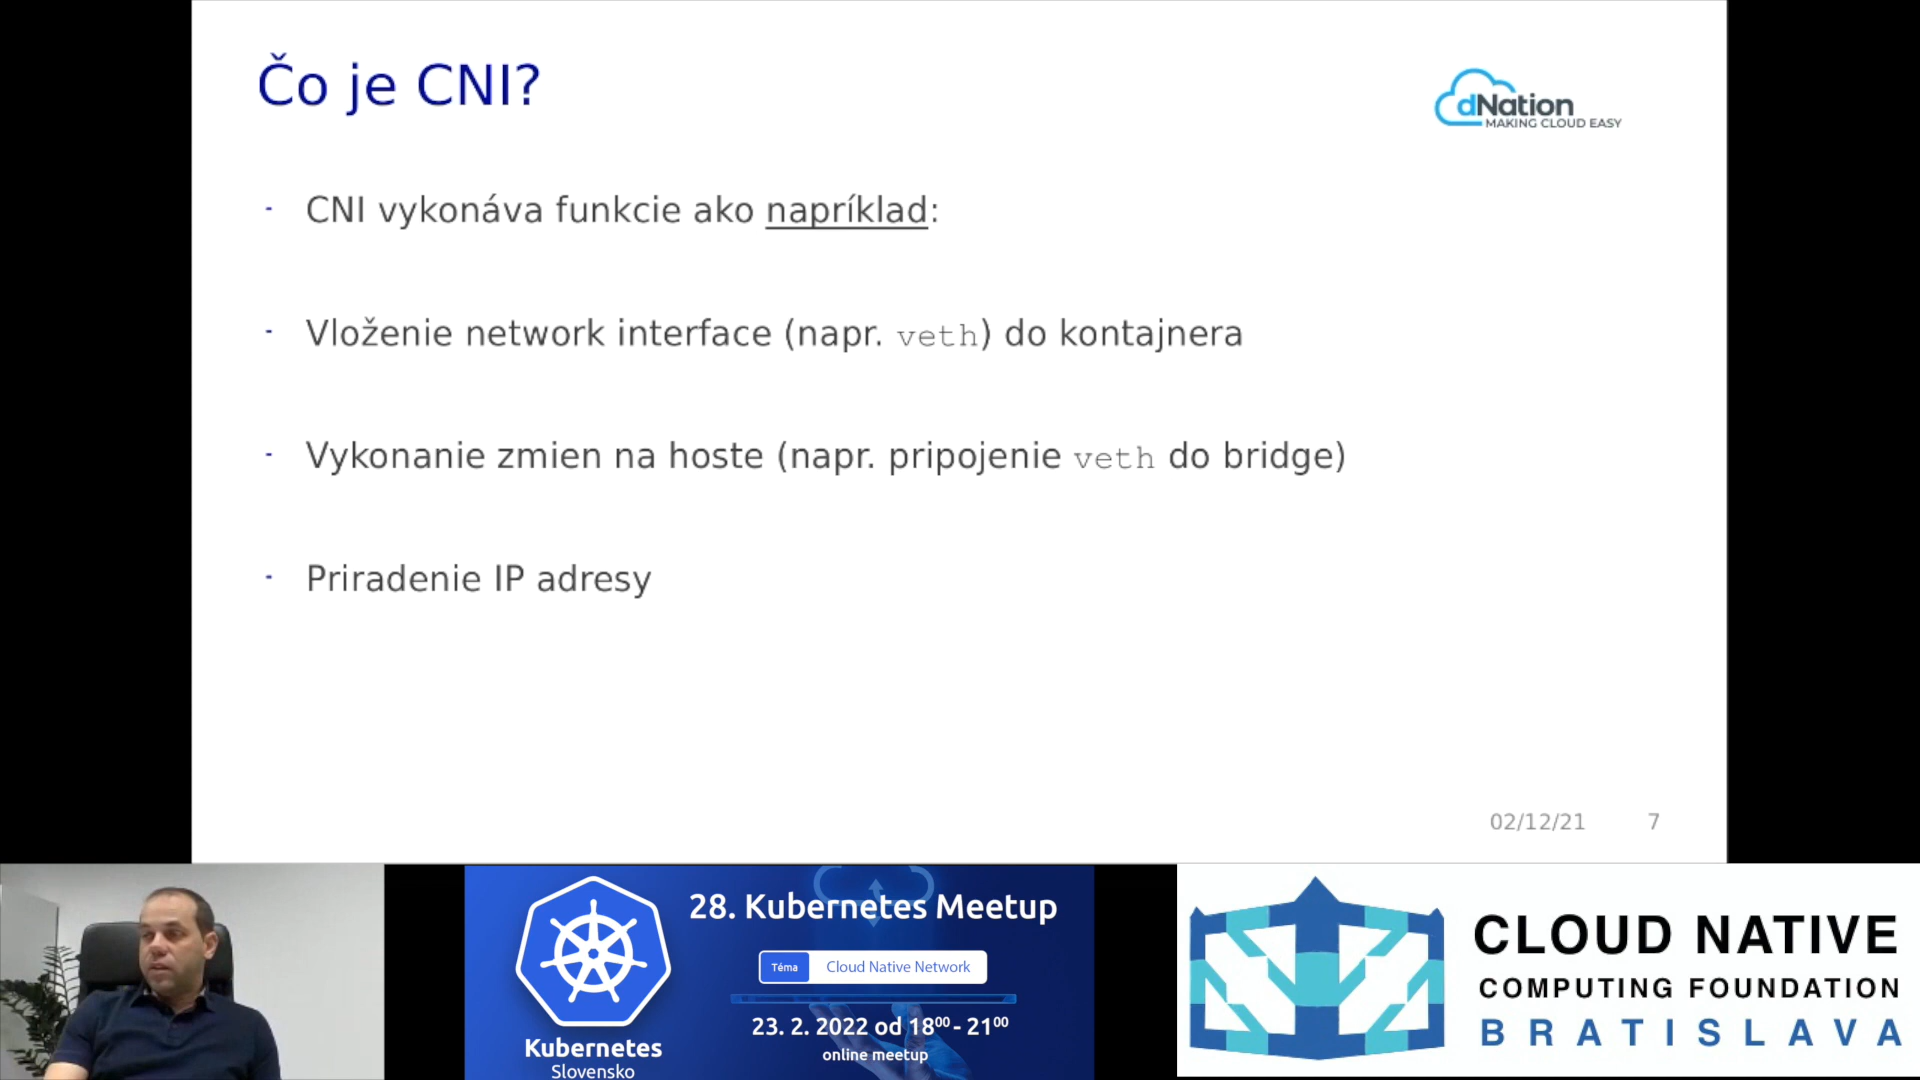 Čo je CNI?
dNation
MAKING CLOUD EASY
- CNI vykonáva funkcie ako napríklad:
- Vloženie network interface (napr. veth) do kontajnera
- Vykonanie zmien na hoste (napr. pripojenie veth do bridge)
- Priradenie IP adresy
02/12/21 7
28. Kubernetes Meetup
Téma Cloud Native Network
23. 2. 2022 od 18⁰⁰ - 21⁰⁰
online meetup
Kubernetes
Slovensko
CLOUD NATIVE
COMPUTING FOUNDATION
BRATISLAVA